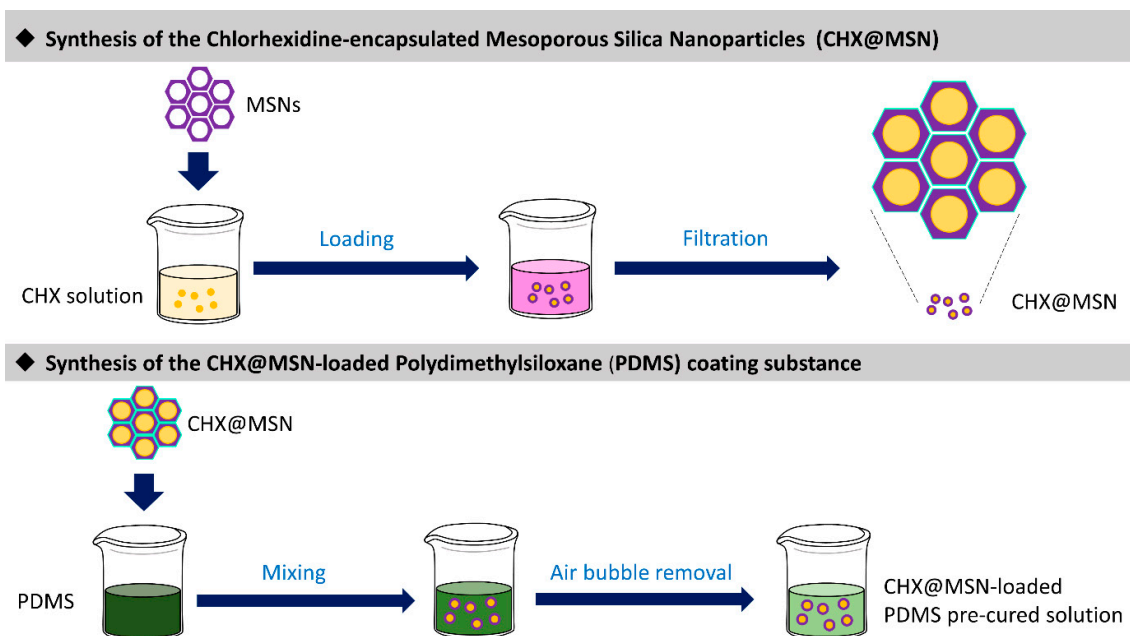 ◆ Synthesis of the Chlorhexidine-encapsulated Mesoporous Silica Nanoparticles (CHX@MSN)
MSNs
Loading
Filtration
CHX solution
CHX@MSN
◆ Synthesis of the CHX@MSN-loaded Polydimethylsiloxane (PDMS) coating substance
CHX@MSN
PDMS
Mixing
Air bubble removal
CHX@MSN-loaded
PDMS pre-cured solution